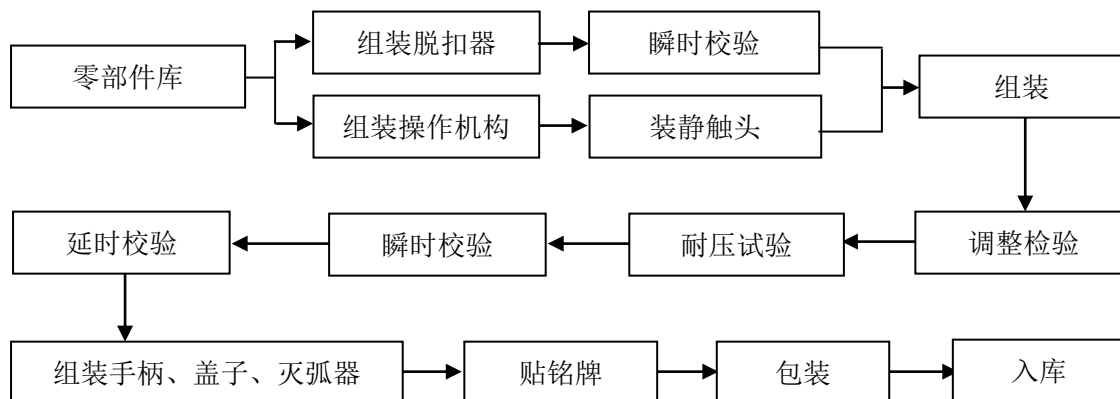 组装脱扣器
瞬时校验
零部件库
组装
组装操作机构
装静触头
延时校验
瞬时校验
耐压试验
调整检验
组装手柄、盖子、灭弧器
贴铭牌
包装
入库